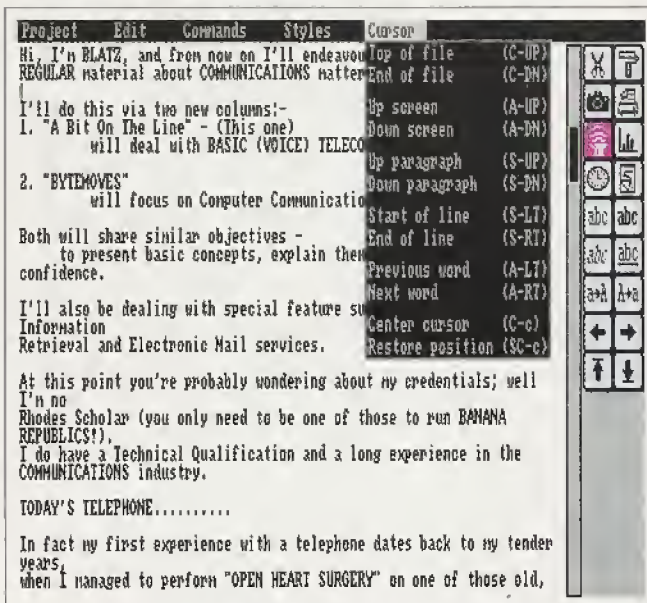 Project Edit Commands Styles Cursor
Hi, I'm BLATZ, and from now on I'll endeavou
REGULAR material about COMMUNICATIONS matter
I'll do this via two new columns:-
1. "A Bit On The Line" - (This one)
will deal with BASIC (VOICE) TELECO
2. "BYTEMOVES"
will focus on Computer Communicatio
Both will share similar objectives -
to present basic concepts, explain them
confidence.
I'll also be dealing with special feature su
Information
Retrieval and Electronic Mail services.
At this point you're probably wondering about my credentials; well
I'm no
Rhodes Scholar (you only need to be one of those to run BANANA
REPUBLICS!).
I do have a Technical Qualification and a long experience in the
COMMUNICATIONS industry.
TODAY'S TELEPHONE..........
In fact my first experience with a telephone dates back to my tender
years,
when I managed to perform "OPEN HEART SURGERY" on one of those old,
Top of file (C-UP)
End of file (C-DN)
Up screen (A-UP)
Down screen (A-DN)
Up paragraph (S-UP)
Down paragraph (S-DN)
Start of line (S-LT)
End of line (S-RT)
Previous word (A-LT)
Next word (A-RT)
Center cursor (C-c)
Restore position (SC-c)
abc abc
abc abc
a→A A→a